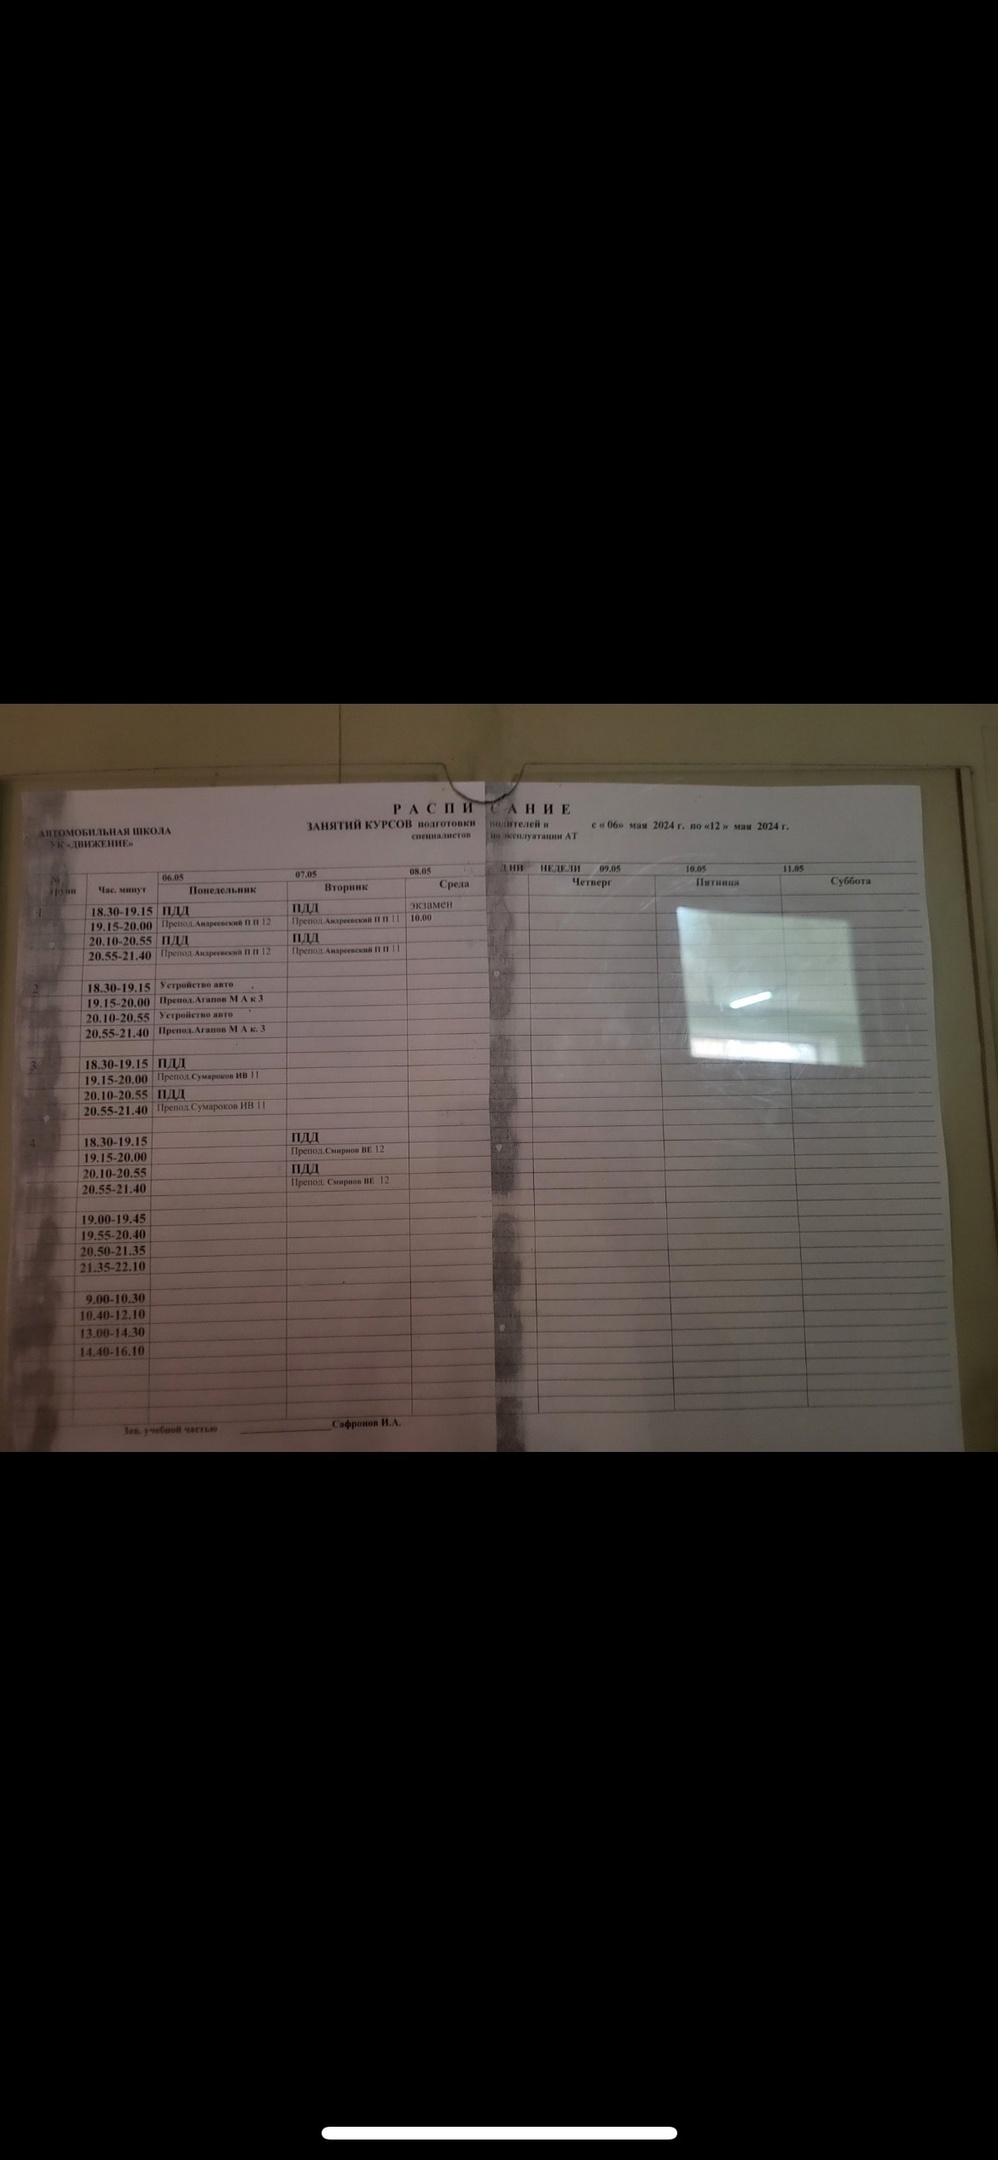 РАСПИСАНИЕ
АВТОМОБИЛЬНАЯ ШКОЛА ЗАНЯТИЙ КУРСОВ подготовки водителей и с « 06» мая 2024 г. по «12 » мая 2024 г.
УК «ДВИЖЕНИЕ» специалистов по эксплуатации АТ
№ 06.05 07.05 08.05 ДНИ НЕДЕЛИ 09.05 10.05 11.05
групп Час. минут Понедельник Вторник Среда Четверг Пятница Суббота
1 18.30-19.15 ПДД ПДД экзамен
19.15-20.00 Препод.Андреевский П П 12 Препод.Андреевский П П 11 10.00
20.10-20.55 ПДД ПДД
20.55-21.40 Препод.Андреевский П П 12 Препод.Андреевский П П 11
2 18.30-19.15 Устройство авто
19.15-20.00 Препод.Агапов М А к 3
20.10-20.55 Устройство авто
20.55-21.40 Препод.Агапов М А к. 3
3 18.30-19.15 ПДД
19.15-20.00 Препод.Сумароков ИВ 11
20.10-20.55 ПДД
20.55-21.40 Препод.Сумароков ИВ 11
4 18.30-19.15 ПДД
19.15-20.00 Препод.Смирнов ВЕ 12
20.10-20.55 ПДД
20.55-21.40 Препод. Смирнов ВЕ 12
19.00-19.45
19.55-20.40
20.50-21.35
21.35-22.10
9.00-10.30
10.40-12.10
13.00-14.30
14.40-16.10
Зав. учебной частью Сафронов И.А.